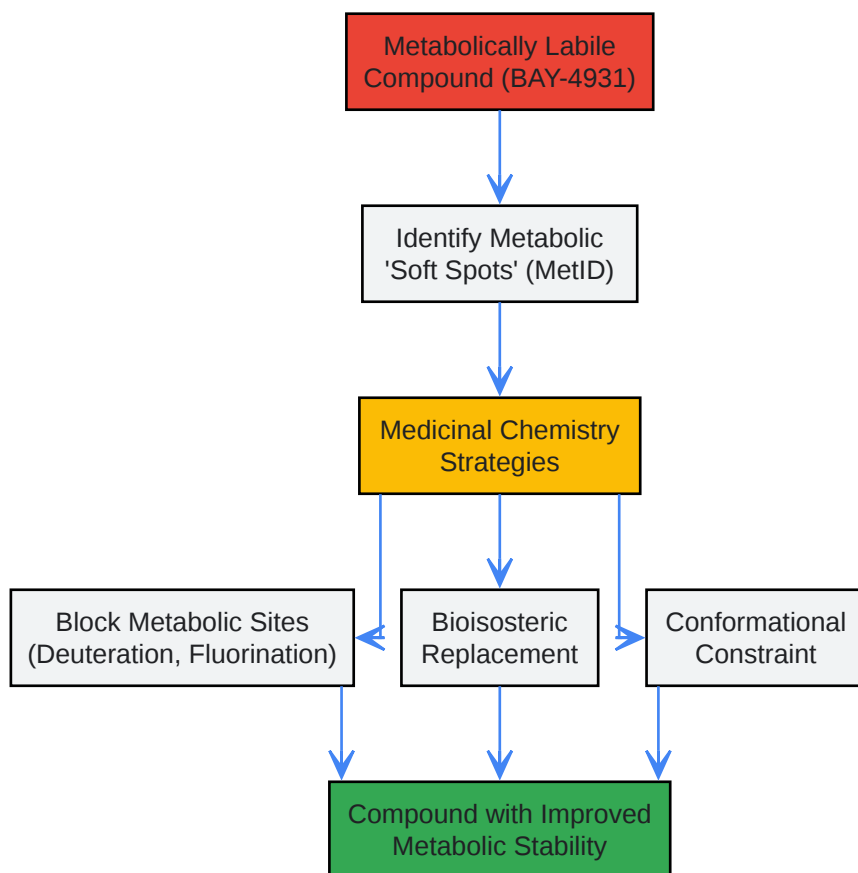 Metabolically Labile
Compound (BAY-4931)
Identify Metabolic
'Soft Spots' (MetID)
Medicinal Chemistry
Strategies
Block Metabolic Sites
(Deuteration, Fluorination)
Bioisosteric
Replacement
Conformational
Constraint
Compound with Improved
Metabolic Stability